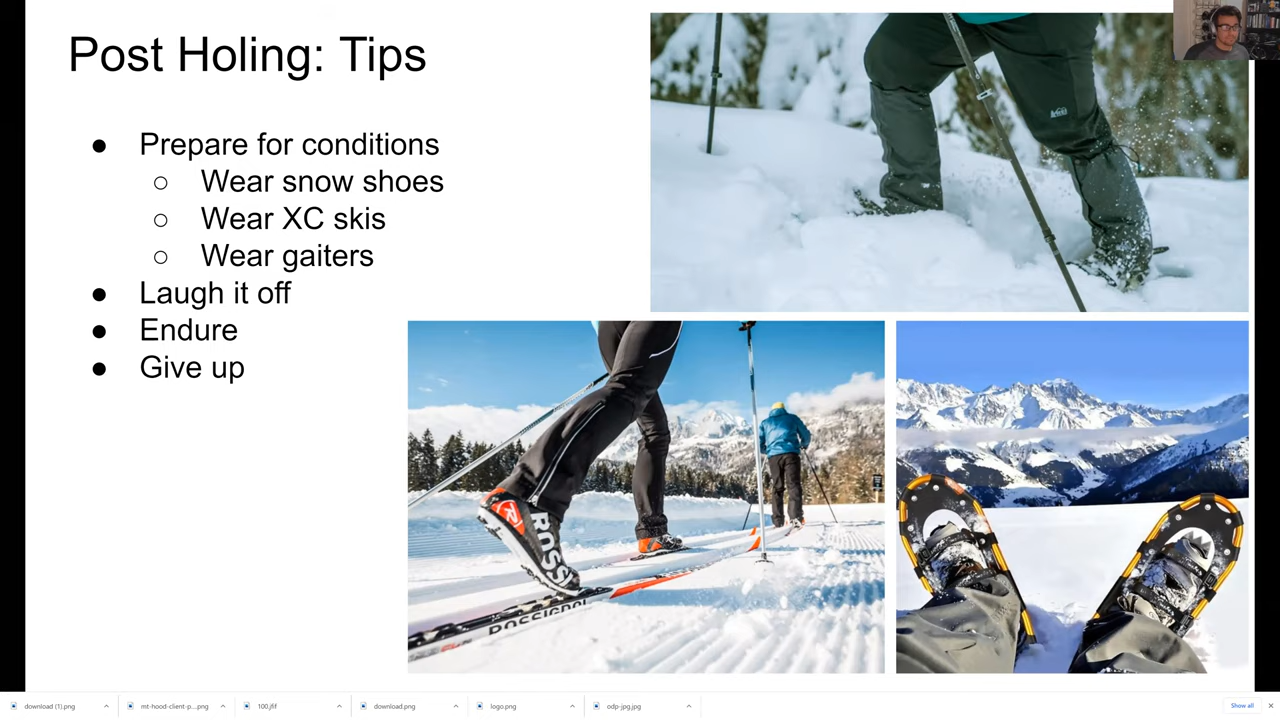 Post Holing: Tips
● Prepare for conditions
○ Wear snow shoes
○ Wear XC skis
○ Wear gaiters
● Laugh it off
● Endure
● Give up
REI
R
ROSSI
ROSSIGNOL
download (1).png
mt-hood-client-p...png
100.jfif
download.png
logo.png
odp-jpg.jpg
Show all